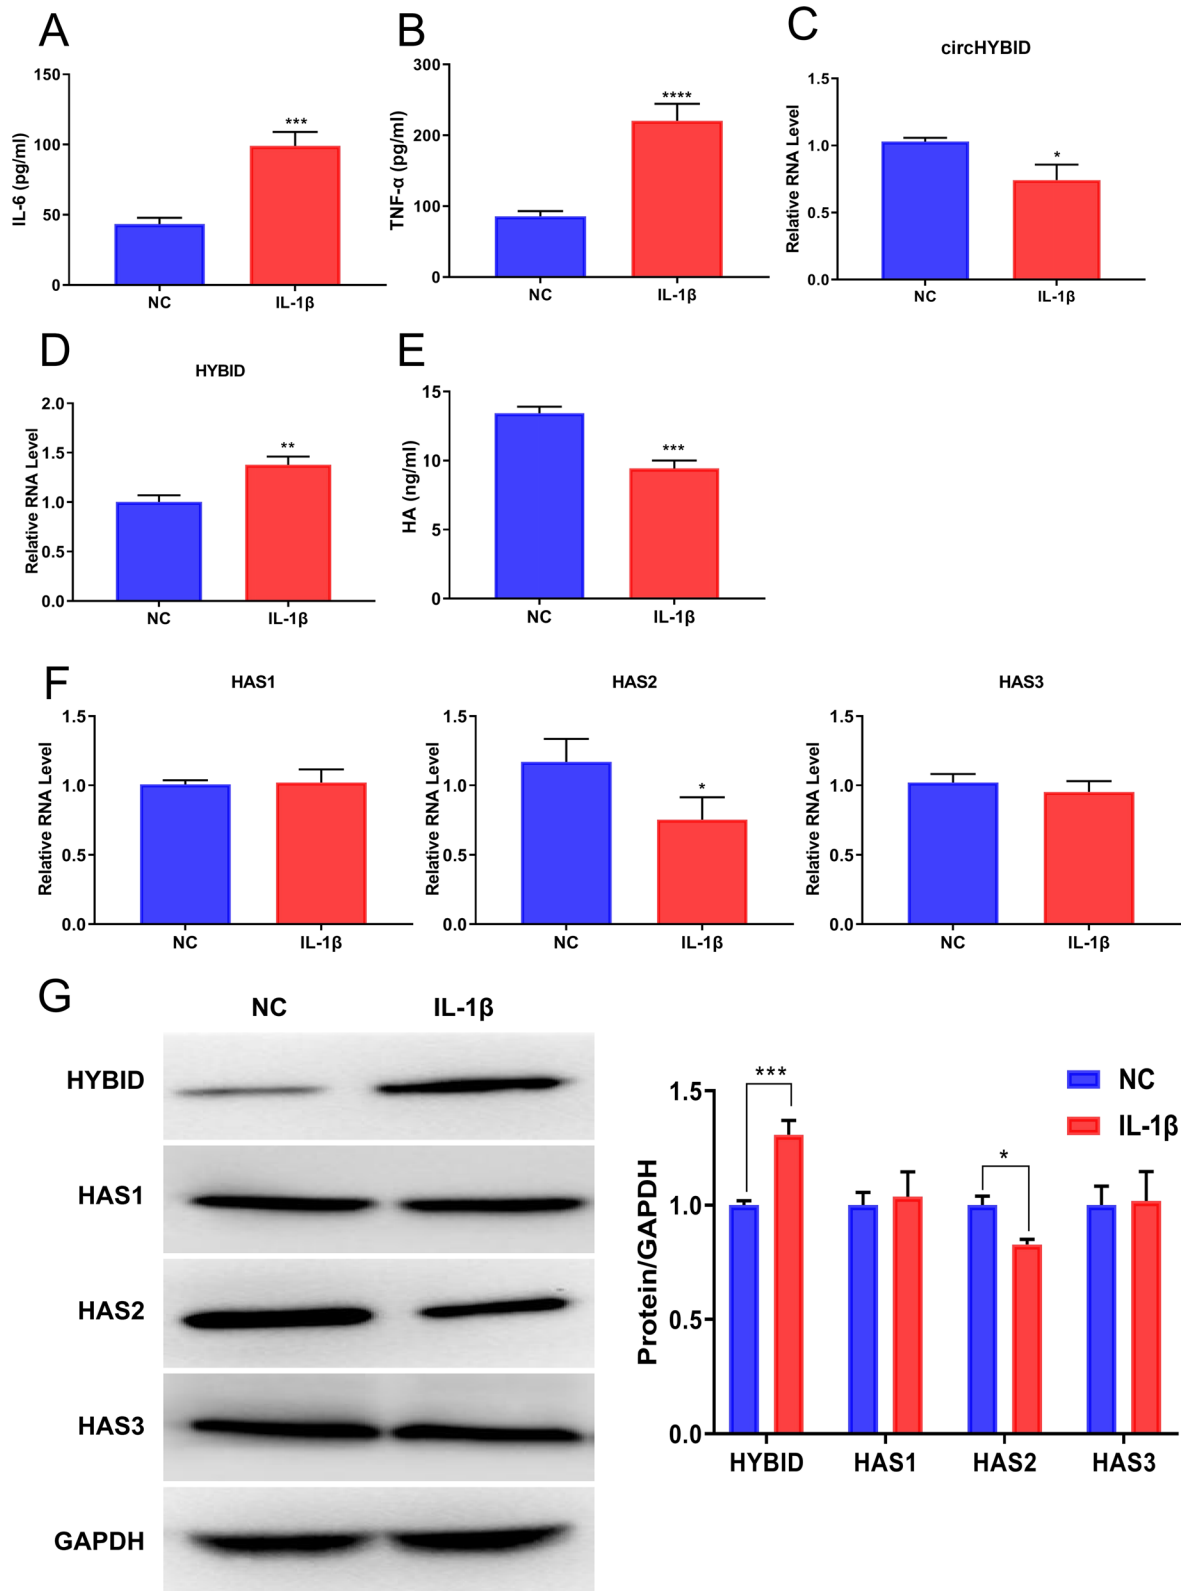 A
IL-6 (pg/ml)
150
100
50
0
***
NC
IL-1β
B
TNF-α (pg/ml)
300
200
100
0
****
NC
IL-1β
C
circHYBID
Relative RNA Level
1.5
1.0
0.5
0.0
*
NC
IL-1β
D
HYBID
Relative RNA Level
2.0
1.5
1.0
0.5
0.0
**
NC
IL-1β
E
HA (ng/ml)
15
10
5
0
***
NC
IL-1β
F
HAS1
Relative RNA Level
1.5
1.0
0.5
0.0
NC
IL-1β
HAS2
Relative RNA Level
1.5
1.0
0.5
0.0
*
NC
IL-1β
HAS3
Relative RNA Level
1.5
1.0
0.5
0.0
NC
IL-1β
G
NC
IL-1β
HYBID
HAS1
HAS2
HAS3
GAPDH
Protein/GAPDH
1.5
1.0
0.5
0.0
***
*
NC
IL-1β
HYBID
HAS1
HAS2
HAS3